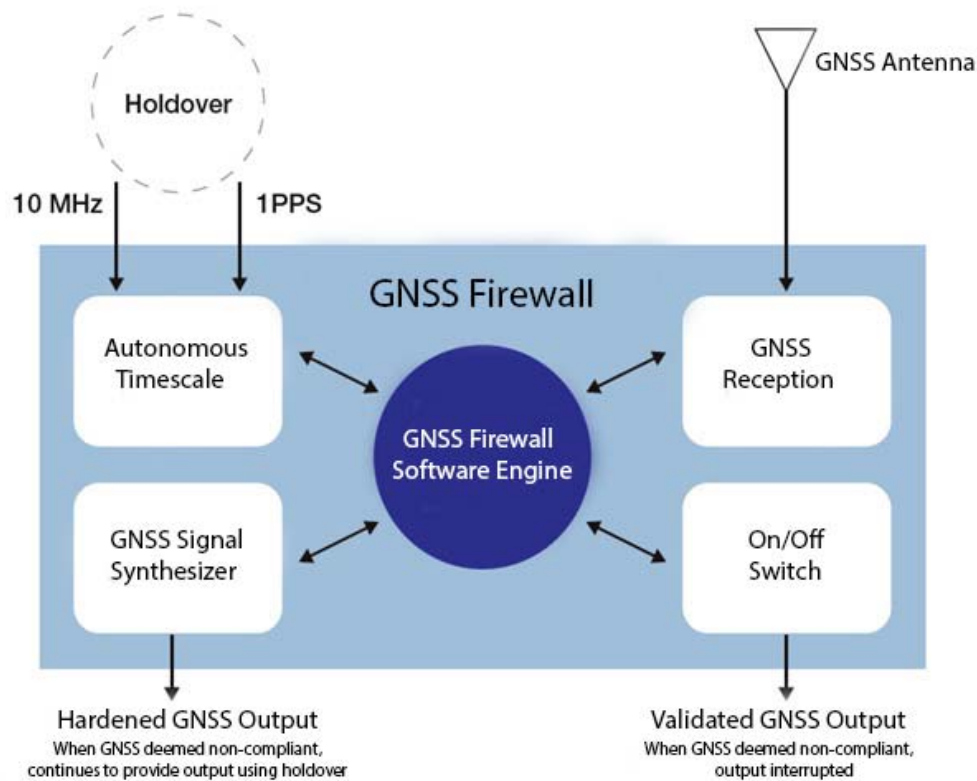 Holdover
GNSS Antenna
10 MHz
1PPS
GNSS Firewall
Autonomous
Timescale
GNSS
Reception
GNSS Firewall
Software Engine
GNSS Signal
Synthesizer
On/Off
Switch
Hardened GNSS Output
When GNSS deemed non-compliant,
continues to provide output using holdover
Validated GNSS Output
When GNSS deemed non-compliant,
output interrupted